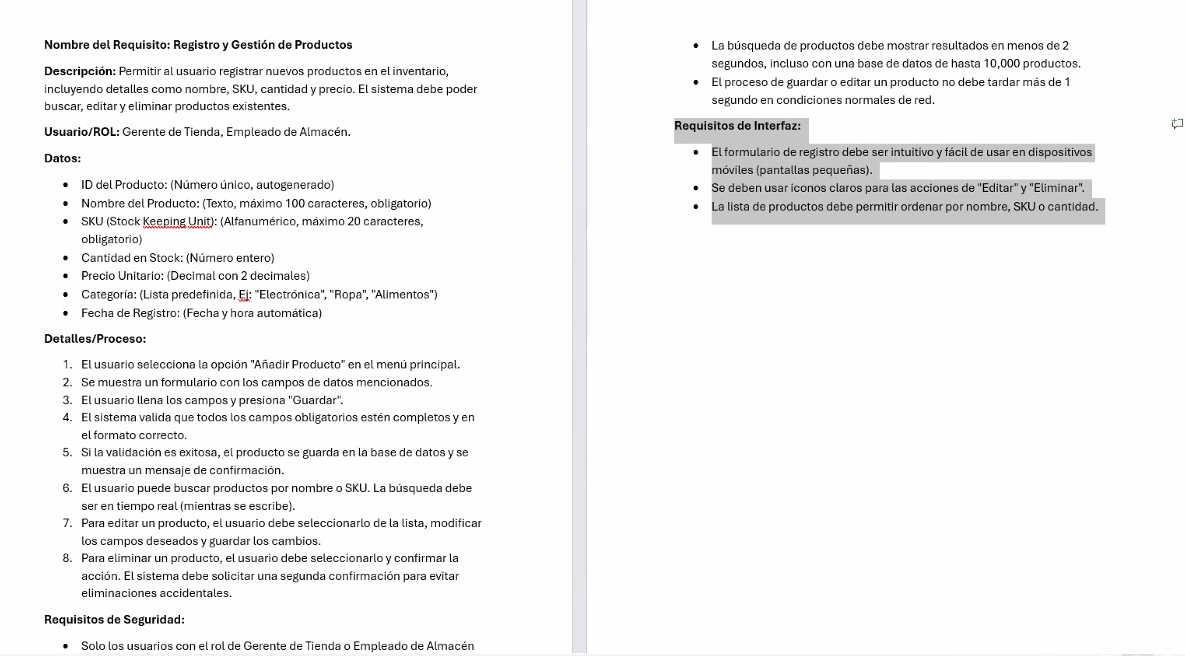 Nombre del Requisito: Registro y Gestión de Productos
Descripción: Permitir al usuario registrar nuevos productos en el inventario,
incluyendo detalles como nombre, SKU, cantidad y precio. El sistema debe poder
buscar, editar y eliminar productos existentes.
Usuario/ROL: Gerente de Tienda, Empleado de Almacén.
Datos:
• ID del Producto: (Número único, autogenerado)
• Nombre del Producto: (Texto, máximo 100 caracteres, obligatorio)
• SKU (Stock Keeping Unit): (Alfanumérico, máximo 20 caracteres,
obligatorio)
• Cantidad en Stock: (Número entero)
• Precio Unitario: (Decimal con 2 decimales)
• Categoría: (Lista predefinida, Ej: "Electrónica", "Ropa", "Alimentos")
• Fecha de Registro: (Fecha y hora automática)
Detalles/Proceso:
1. El usuario selecciona la opción "Añadir Producto" en el menú principal.
2. Se muestra un formulario con los campos de datos mencionados.
3. El usuario llena los campos y presiona "Guardar".
4. El sistema valida que todos los campos obligatorios estén completos y en
el formato correcto.
5. Si la validación es exitosa, el producto se guarda en la base de datos y se
muestra un mensaje de confirmación.
6. El usuario puede buscar productos por nombre o SKU. La búsqueda debe
ser en tiempo real (mientras se escribe).
7. Para editar un producto, el usuario debe seleccionarlo de la lista, modificar
los campos deseados y guardar los cambios.
8. Para eliminar un producto, el usuario debe seleccionarlo y confirmar la
acción. El sistema debe solicitar una segunda confirmación para evitar
eliminaciones accidentales.
Requisitos de Seguridad:
• Solo los usuarios con el rol de Gerente de Tienda o Empleado de Almacén
• La búsqueda de productos debe mostrar resultados en menos de 2
segundos, incluso con una base de datos de hasta 10,000 productos.
• El proceso de guardar o editar un producto no debe tardar más de 1
segundo en condiciones normales de red.
Requisitos de Interfaz:
• El formulario de registro debe ser intuitivo y fácil de usar en dispositivos
móviles (pantallas pequeñas).
• Se deben usar iconos claros para las acciones de "Editar" y "Eliminar".
• La lista de productos debe permitir ordenar por nombre, SKU o cantidad.